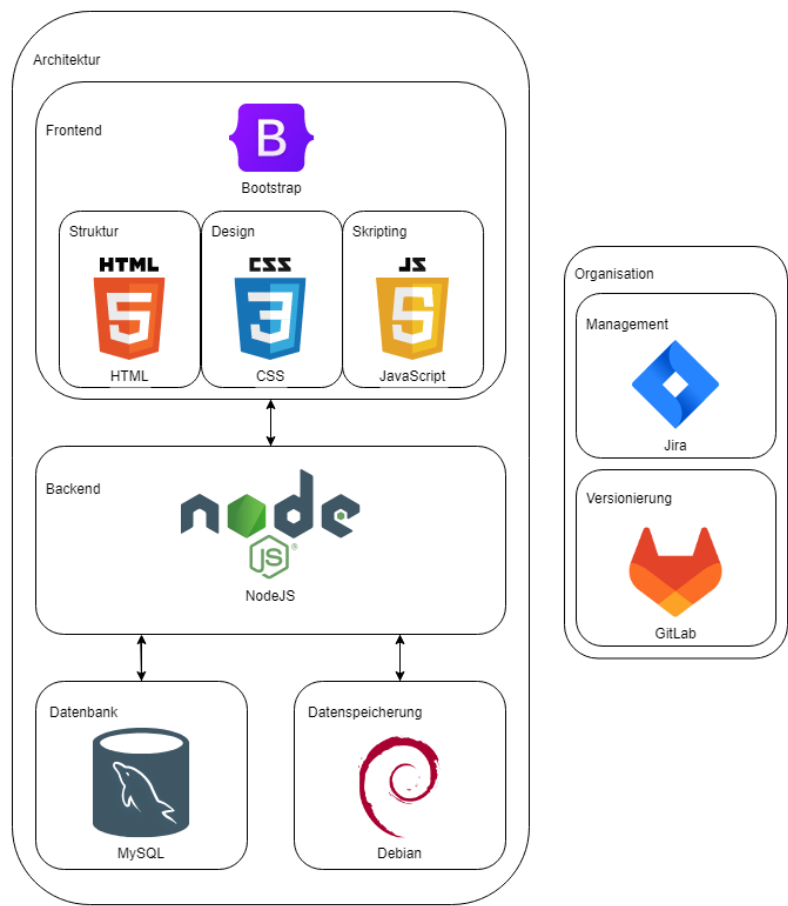 Architektur
Frontend
B
Bootstrap
Struktur
Design
Skripting
HTML
CSS
JS
5
3
5
HTML
CSS
JavaScript
Organisation
Management
Jira
Backend
node
JS®
NodeJS
Versionierung
GitLab
Datenbank
Datenspeicherung
MySQL
Debian